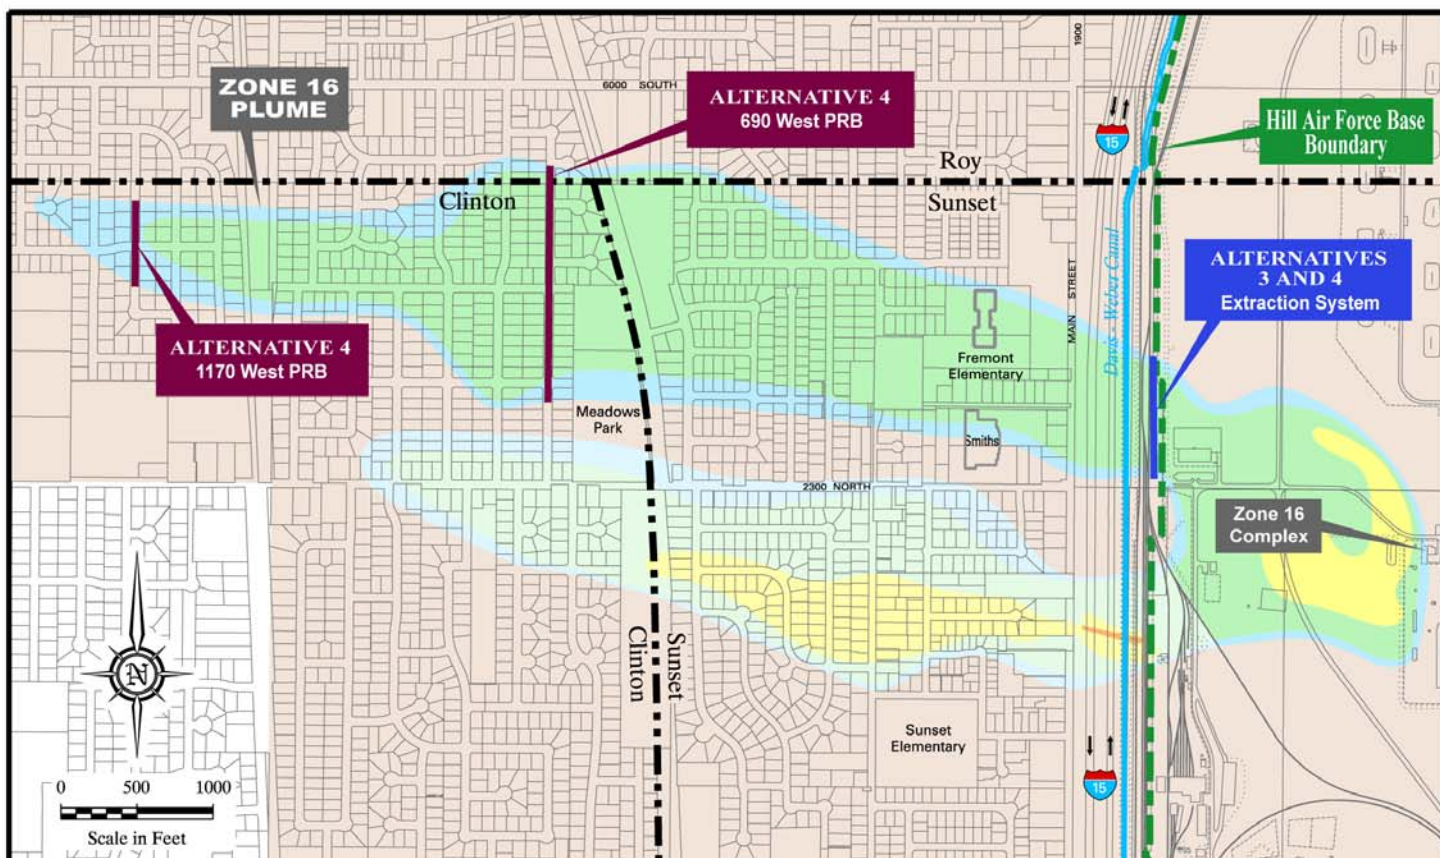 1900
ZONE 16
PLUME
6000 SOUTH
ALTERNATIVE 4
690 West PRB
15
Hill Air Force Base
Boundary
Roy
Clinton
Sunset
ALTERNATIVES
3 AND 4
Extraction System
Davis - Weber Canal
MAIN STREET
ALTERNATIVE 4
1170 West PRB
Fremont
Elementary
Meadows
Park
Smiths
2300 NORTH
Zone 16
Complex
Clinton
Sunset
N
Sunset
Elementary
15
0 500 1000
Scale in Feet